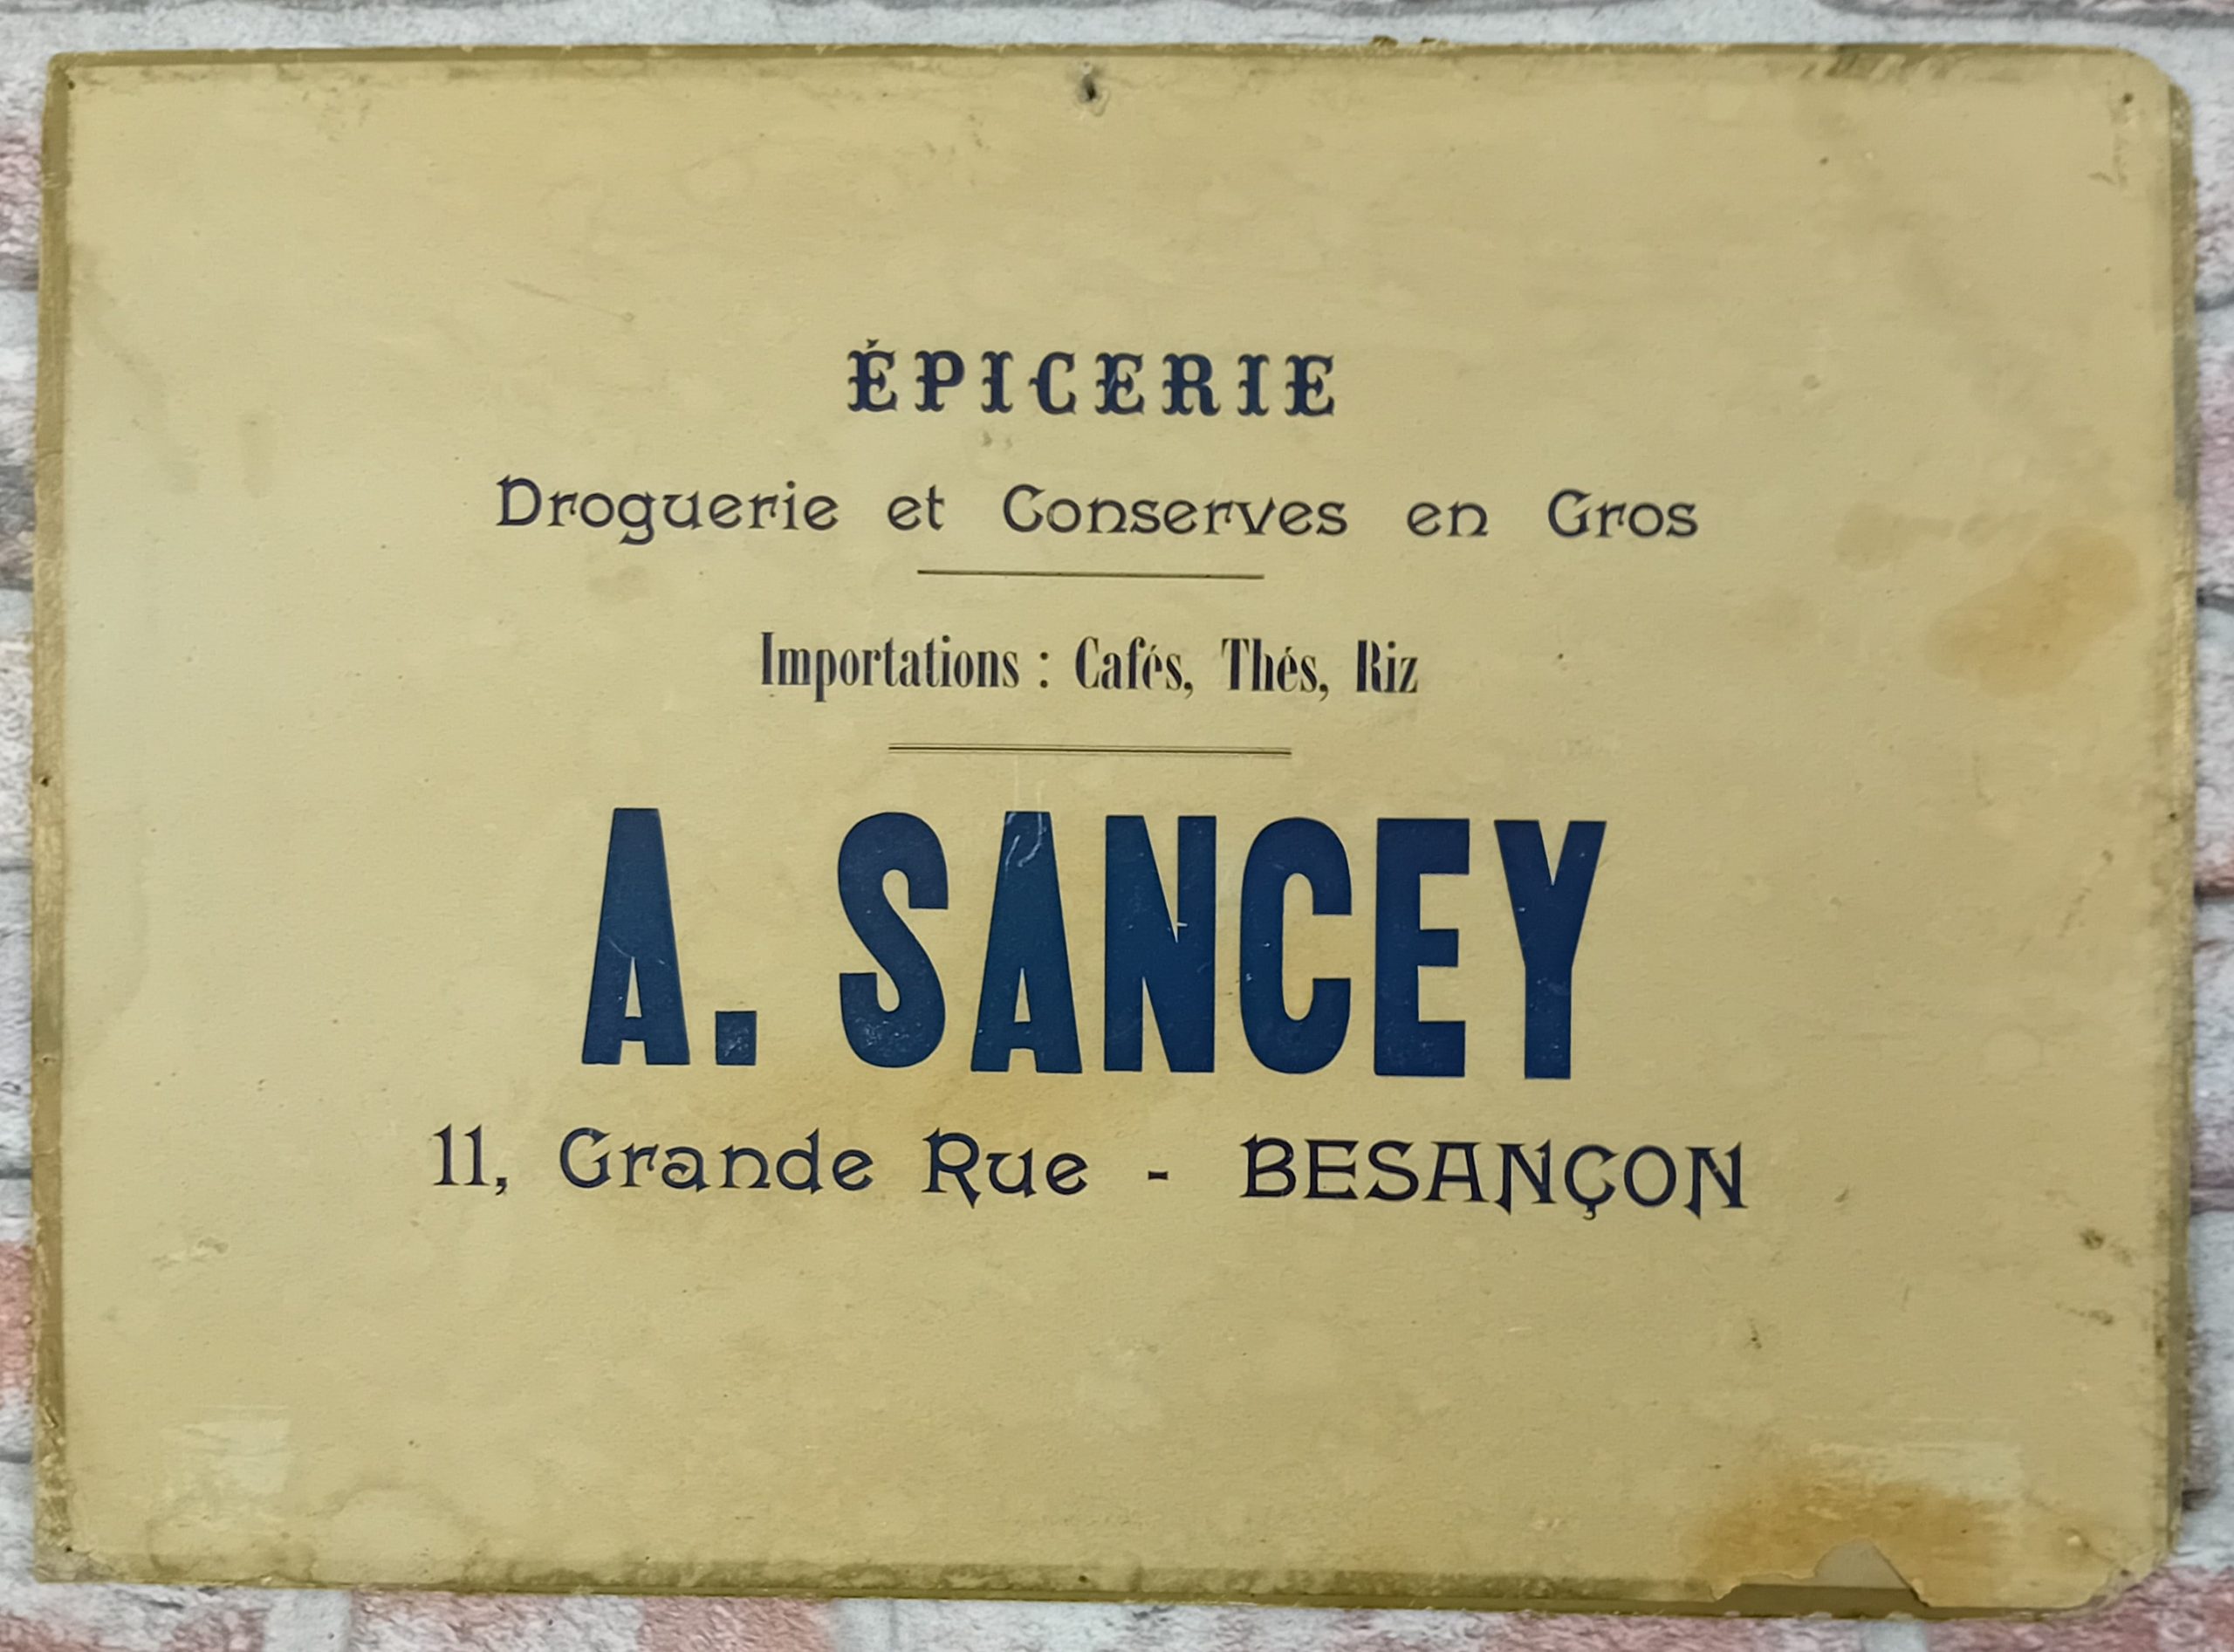 ÉPICERIE
Droguerie et Conserves en Gros
Importations : Cafés, Thés, Riz
A. SANCEY
11, Grande Rue - BESANÇON